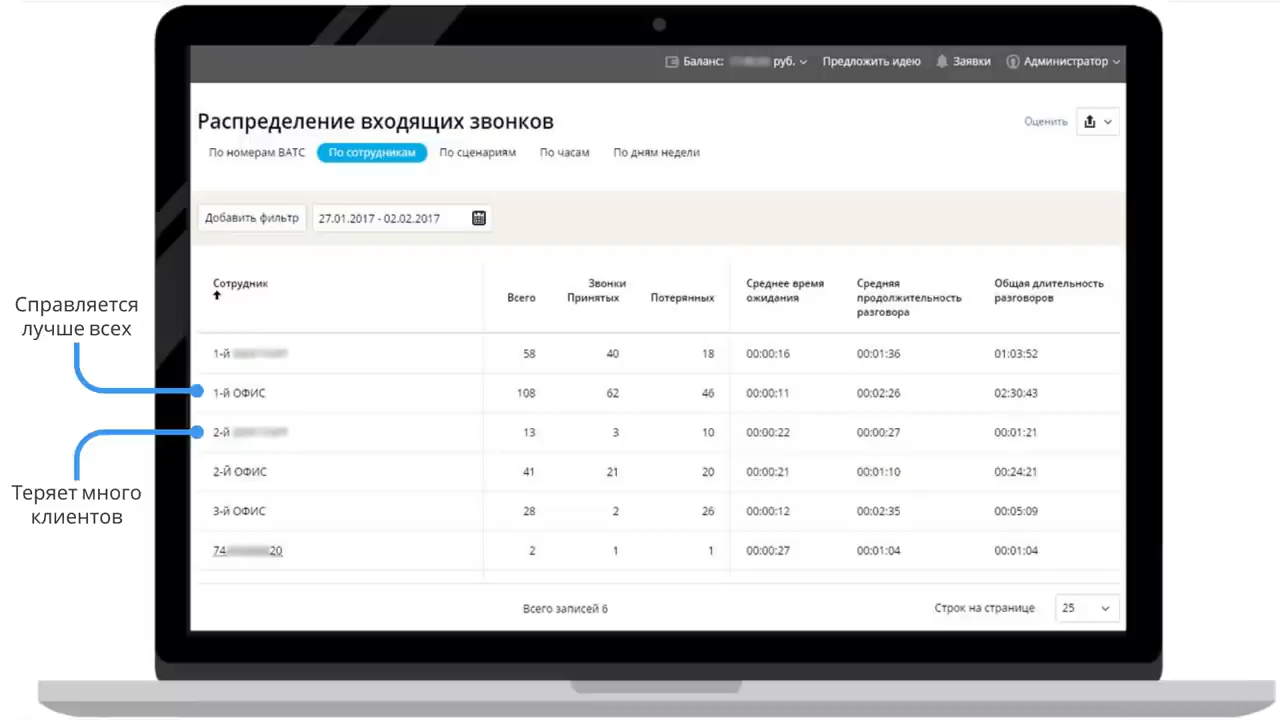 Баланс: руб. Предложить идею Заявки Администратор
Распределение входящих звонков
Оценить
По номерам ВАТС По сотрудникам По сценариям По часам По дням недели
Добавить фильтр 27.01.2017 - 02.02.2017
Сотрудник
Звонки
Всего Принятых Потерянных
Среднее время
ожидания
Средняя
продолжительность
разговора
Общая длительность
разговоров
1-й 58 40 18 00:00:16 00:01:36 01:03:52
1-й ОФИС 108 62 46 00:00:11 00:02:26 02:30:43
2-й 13 3 10 00:00:22 00:00:27 00:01:21
2-Й ОФИС 41 21 20 00:00:21 00:01:10 00:24:21
3-й ОФИС 28 2 26 00:00:12 00:02:35 00:05:09
74 20 2 1 1 00:00:27 00:01:04 00:01:04
Всего записей 6 Строк на странице 25
Справляется
лучше всех
Теряет много
клиентов